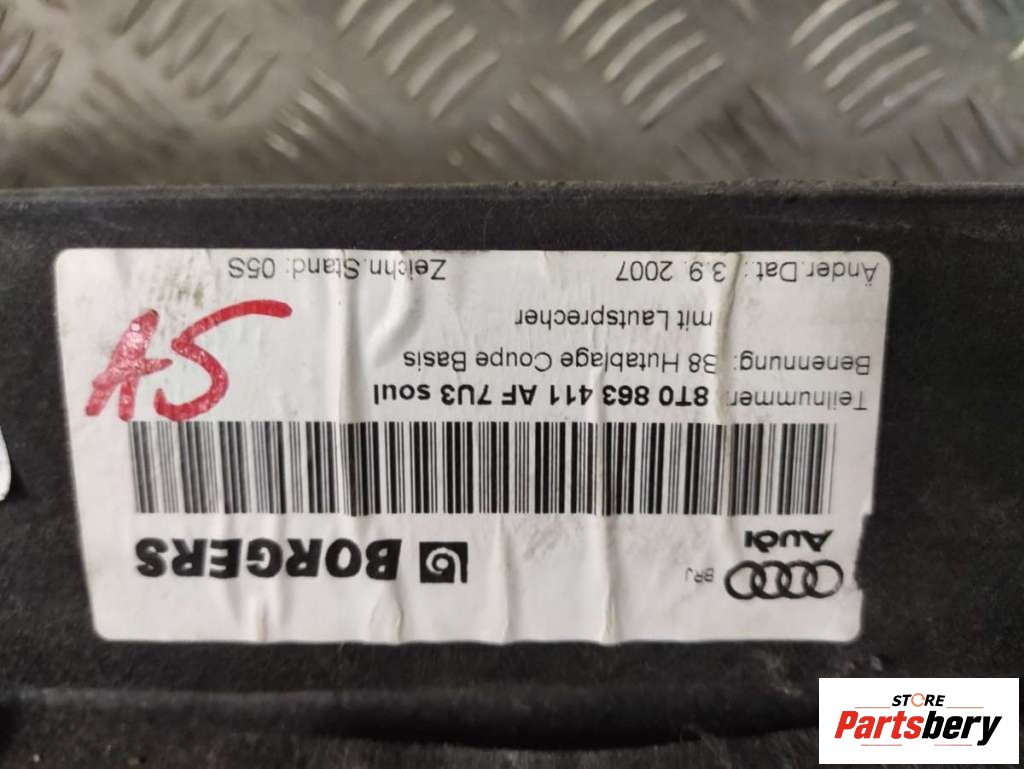 Audi
BRJ
BORGERS
Teilnummer: 8T0 863 411 AF 7U3 soul
Benennung: B8 Hutablage Coupe Basis
mit Lautsprecher
Änder.Dat.: 3.9. 2007 Zeichn.Stand: 05S
STORE
Partsbery